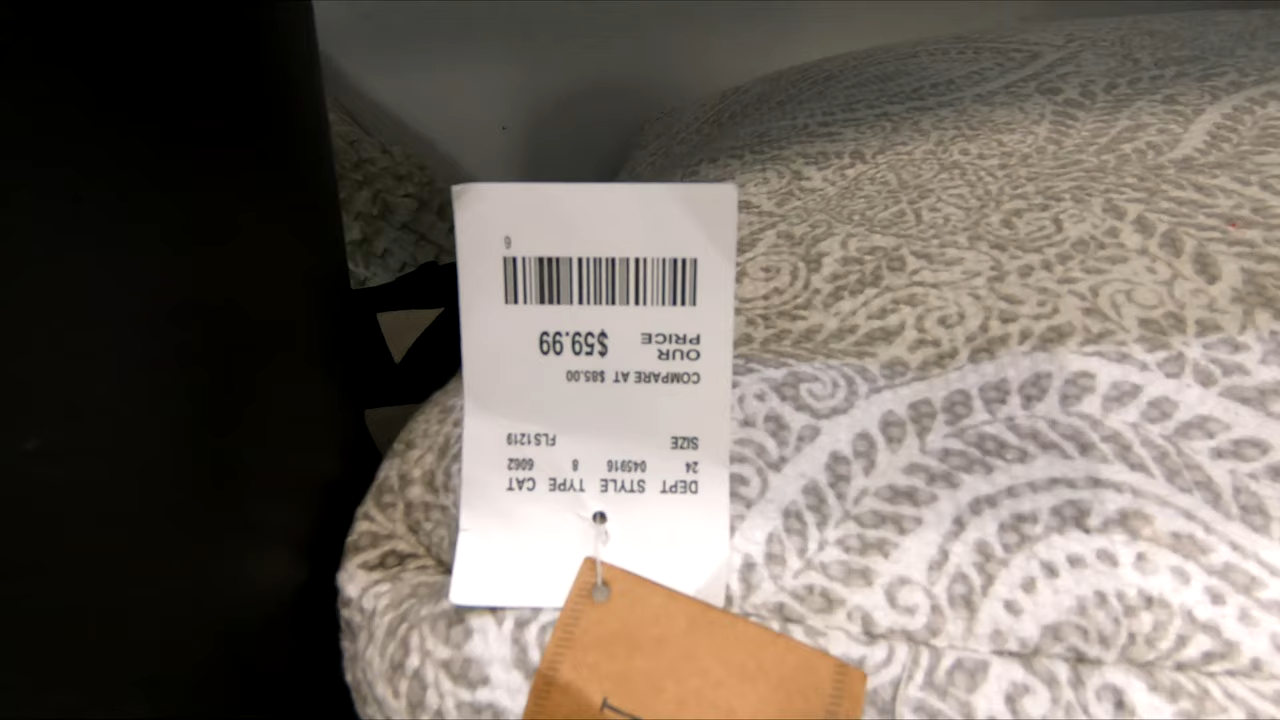 DEPT STYLE TYPE CAT
24 045916 8 6062
SIZE FLS1219
COMPARE AT $85.00
OUR PRICE $59.99
6